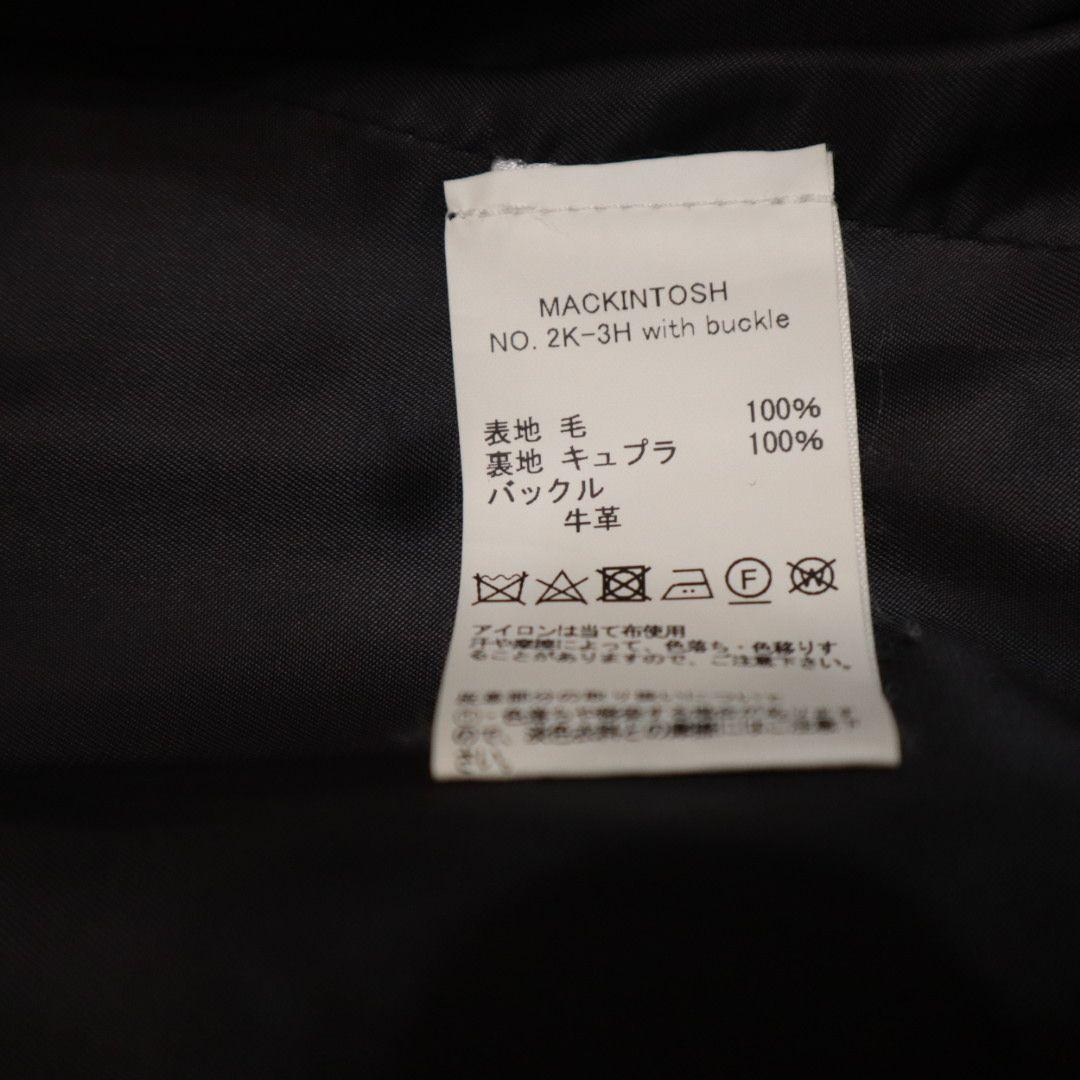 MACKINTOSH
NO. 2K-3H with buckle
表地 毛 100%
裏地 キュプラ 100%
バックル
牛革
F
W
アイロンは当て布使用
汗や摩擦によって、色落ち・色移りす
ることがありますので、ご注意下さい。